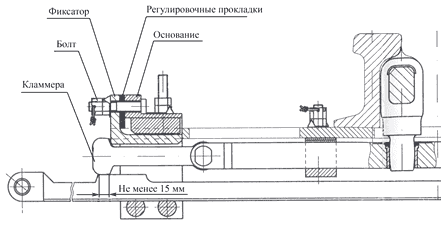 Фиксатор
Регулировочные прокладки
Основание
Болт
Кламмера
Не менее 15 мм